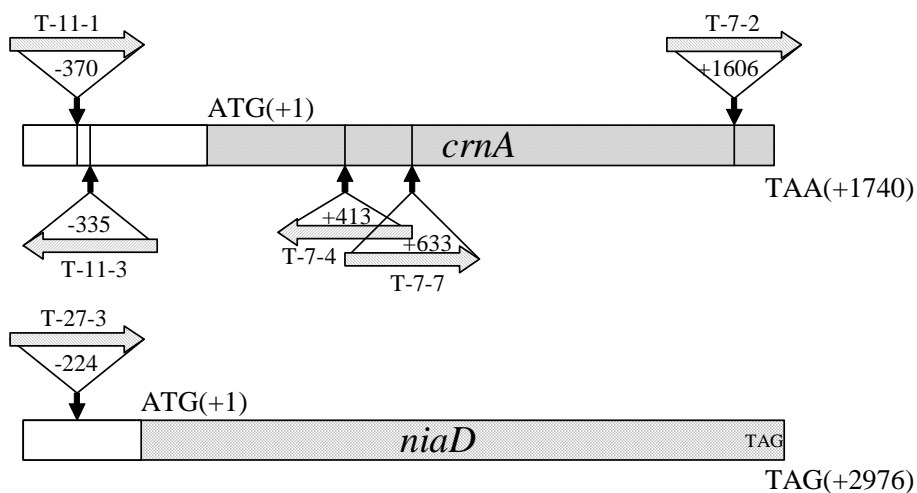 T-11-1
T-7-2
-370
+1606
ATG(+1)
crnA
TAA(+1740)
-335
+413
+633
T-11-3
T-7-4
T-7-7
T-27-3
-224
ATG(+1)
niaD
TAG
TAG(+2976)